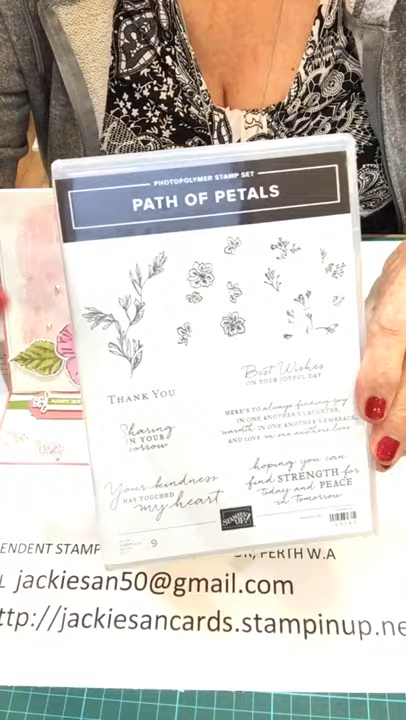 PHOTOPOLYMER STAMP SET
PATH OF PETALS
Best Wishes
ON YOUR JOYFUL DAY
THANK YOU
HERE'S TO always finding joy
IN ONE ANOTHER'S LAUGHTER,
warmth IN ONE ANOTHER'S EMBRACE,
AND LOVE in one another's
Sharing
IN YOUR
sorrow
hoping you can
find STRENGTH for
today and PEACE
in Tomorrow
Your kindness
HAS TOUCHED
my heart
STAMPIN' UP!
9
ENDENT STAMP
OR, PERTH W.A
L jackiesan50@gmail.com
ttp://jackiesancards.stampinup.ne